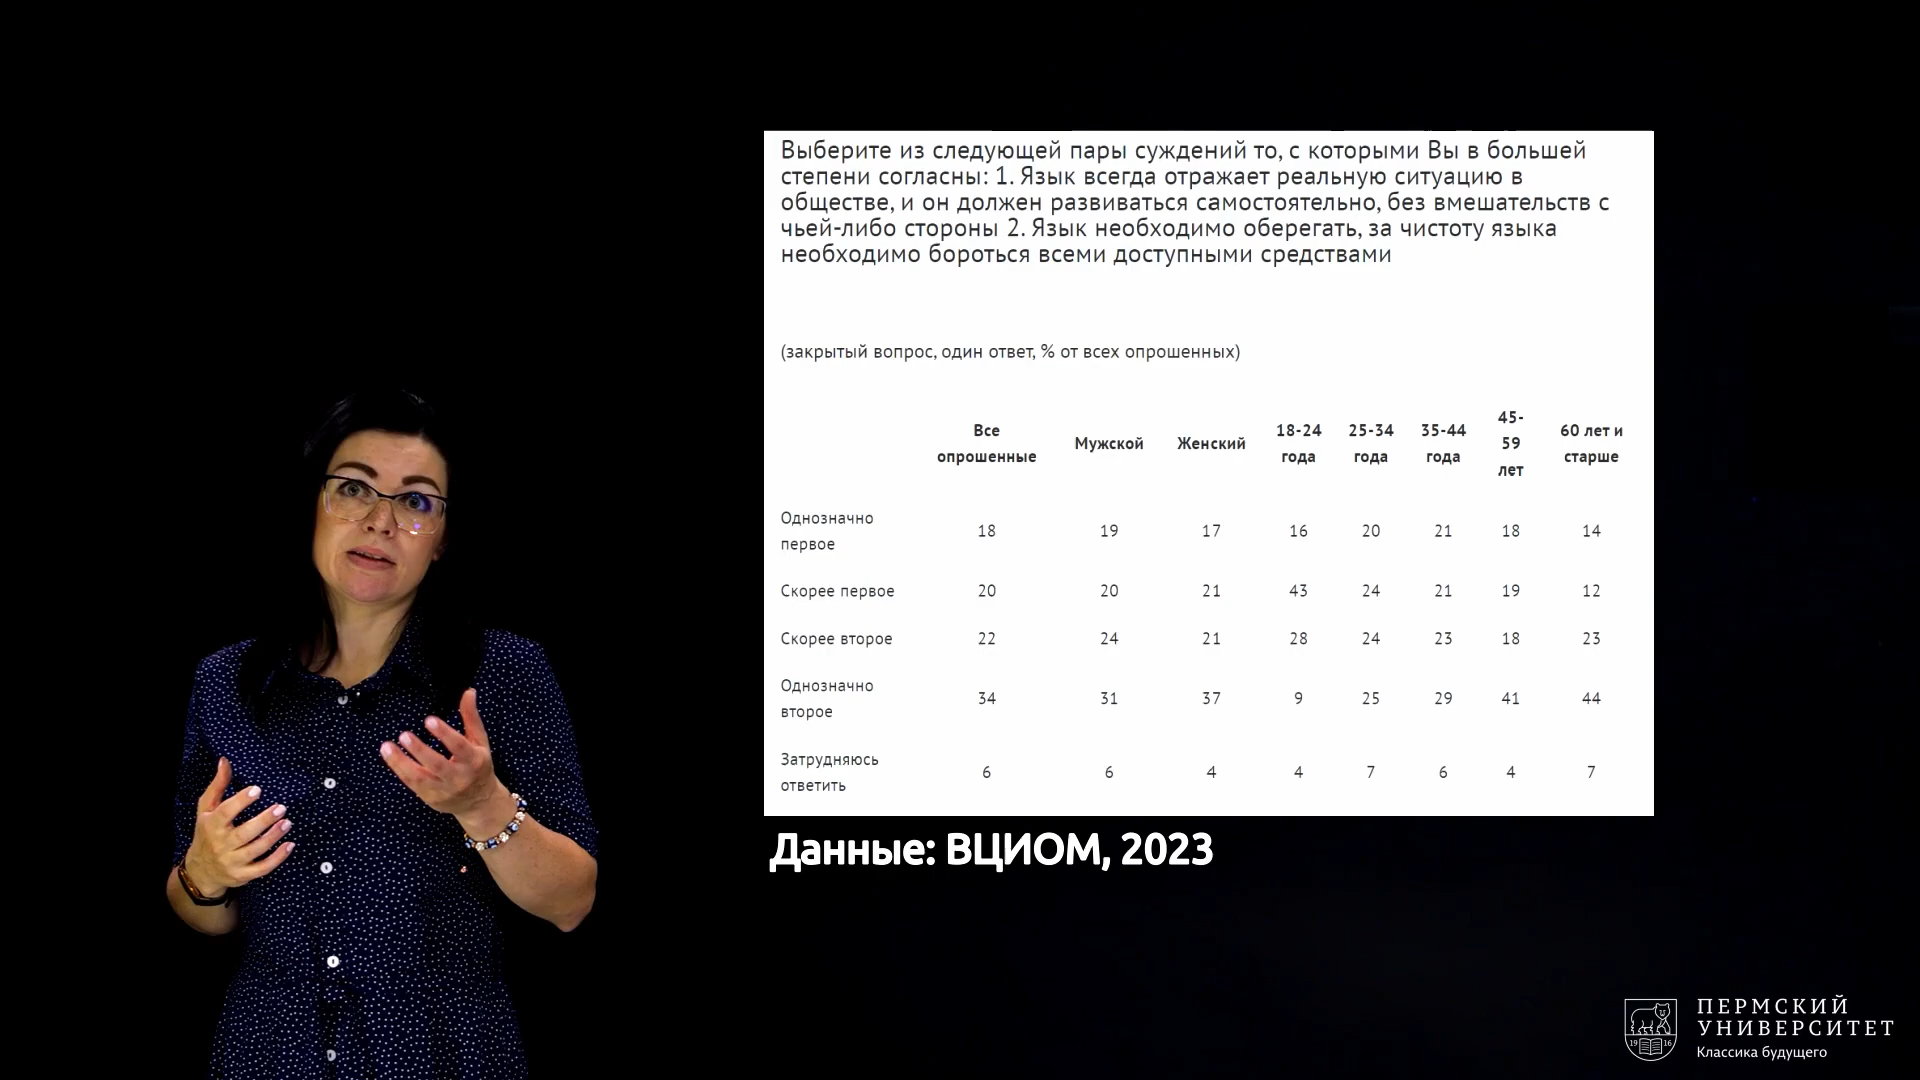 Выберите из следующей пары суждений то, с которыми Вы в большей
степени согласны: 1. Язык всегда отражает реальную ситуацию в
обществе, и он должен развиваться самостоятельно, без вмешательств с
чьей-либо стороны 2. Язык необходимо оберегать, за чистоту языка
необходимо бороться всеми доступными средствами
(закрытый вопрос, один ответ, % от всех опрошенных)
Все опрошенные Мужской Женский 18-24 года 25-34 года 35-44 года 45-59 лет 60 лет и старше
Однозначно первое 18 19 17 16 20 21 18 14
Скорее первое 20 20 21 43 24 21 19 12
Скорее второе 22 24 21 28 24 23 18 23
Однозначно второе 34 31 37 9 25 29 41 44
Затрудняюсь ответить 6 6 4 4 7 6 4 7
Данные: ВЦИОМ, 2023
ПЕРМСКИЙ
УНИВЕРСИТЕТ
Классика будущего
19 16